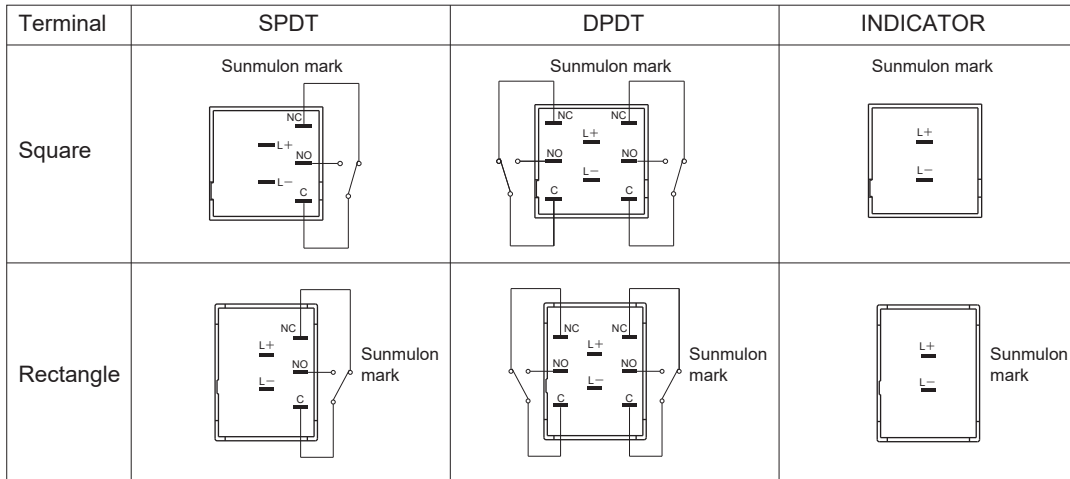 Terminal SPDT DPDT INDICATOR
Square
Sunmulon mark
NC
L+
NO
L−
C
Sunmulon mark
NC NC
L+
NO NO
L−
C C
Sunmulon mark
L+
L−
Rectangle
NC
L+
NO
L−
C
Sunmulon
mark
NC NC
L+
NO NO
L−
C C
Sunmulon
mark
L+
L−
Sunmulon
mark